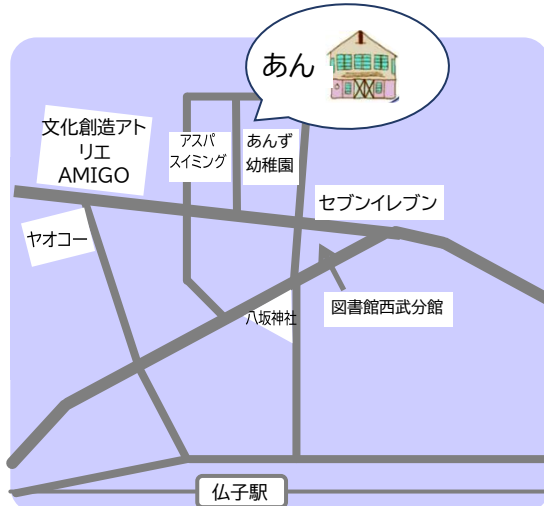 あん
文化創造アト
リエ
AMIGO
アスパ
スイミング
あんず
幼稚園
セブンイレブン
ヤオコー
図書館西武分館
八坂神社
仏子駅